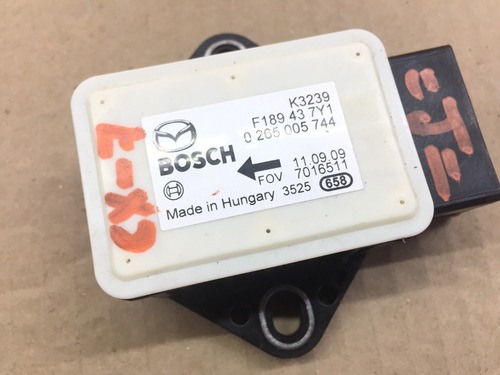 K3239
F189 43 7Y1
0 265 005 744
BOSCH
FOV
11.09.09
7016511
Made in Hungary 3525 658